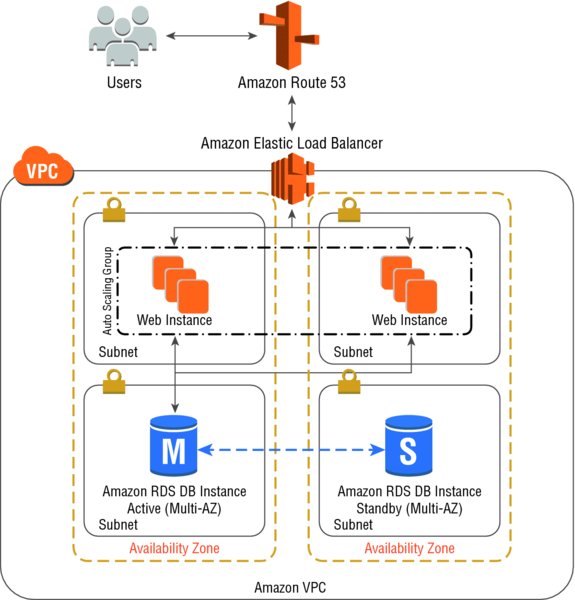 Users
Amazon Route 53
Amazon Elastic Load Balancer
VPC
Auto Scaling Group
Web Instance
Web Instance
Subnet
Subnet
M
S
Amazon RDS DB Instance
Active (Multi-AZ)
Subnet
Amazon RDS DB Instance
Standby (Multi-AZ)
Subnet
Availability Zone
Availability Zone
Amazon VPC